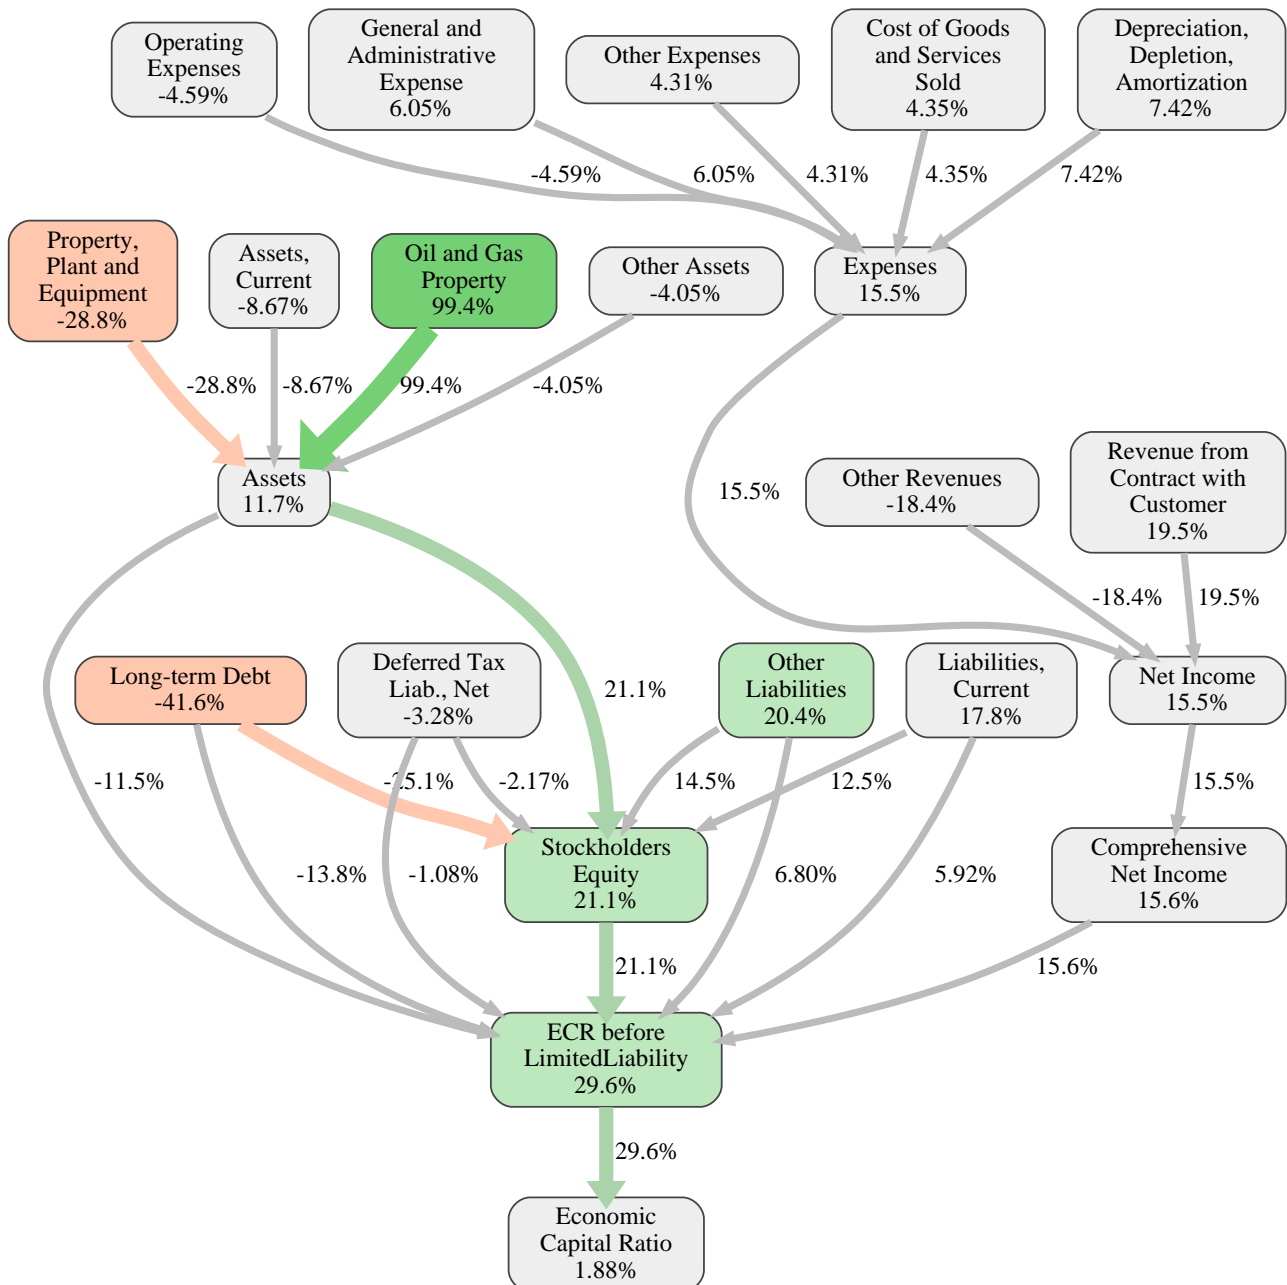 Operating
Expenses
-4.59%
General and
Administrative
Expense
6.05%
Other Expenses
4.31%
Cost of Goods
and Services
Sold
4.35%
Depreciation,
Depletion,
Amortization
7.42%
-4.59%
6.05%
4.31%
4.35%
7.42%
Property,
Plant and
Equipment
-28.8%
Assets,
Current
-8.67%
Oil and Gas
Property
99.4%
Other Assets
-4.05%
Expenses
15.5%
-28.8%
-8.67%
99.4%
-4.05%
Assets
11.7%
15.5%
Other Revenues
-18.4%
Revenue from
Contract with
Customer
19.5%
-18.4%
19.5%
Long-term Debt
-41.6%
Deferred Tax
Liab., Net
-3.28%
21.1%
Other
Liabilities
20.4%
Liabilities,
Current
17.8%
Net Income
15.5%
-11.5%
-25.1%
-2.17%
14.5%
12.5%
15.5%
-13.8%
-1.08%
Stockholders
Equity
21.1%
6.80%
5.92%
Comprehensive
Net Income
15.6%
21.1%
15.6%
ECR before
LimitedLiability
29.6%
29.6%
Economic
Capital Ratio
1.88%